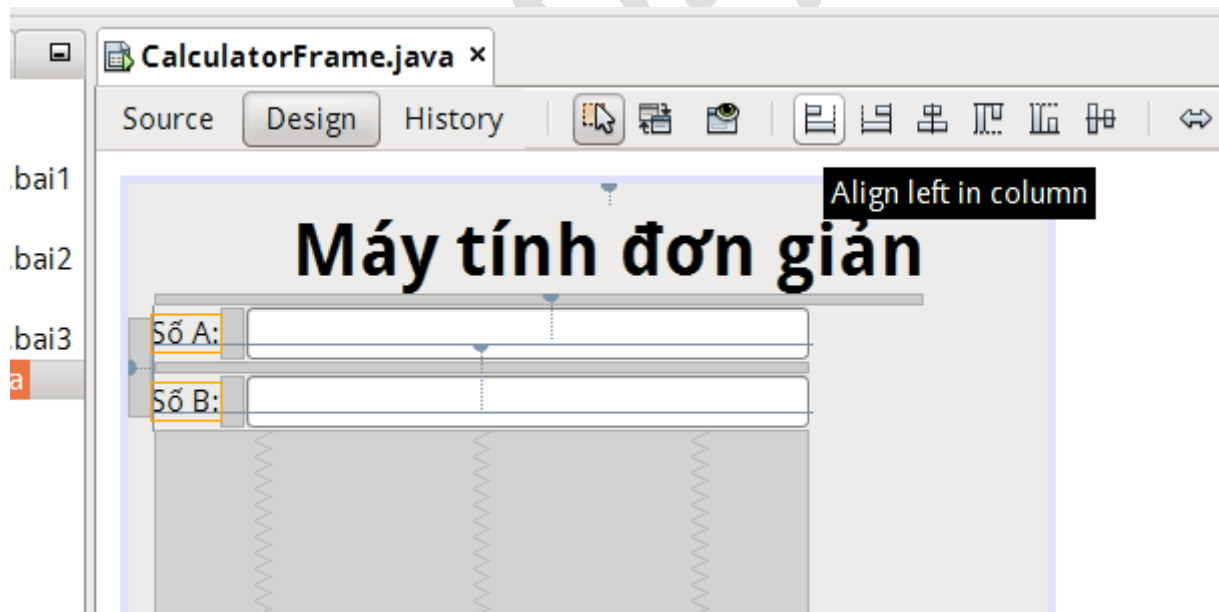 CalculatorFrame.java ×
Source Design History
.bai1
Align left in column
Máy tính đơn giản
.bai2
Số A:
.bai3
a
Số B: